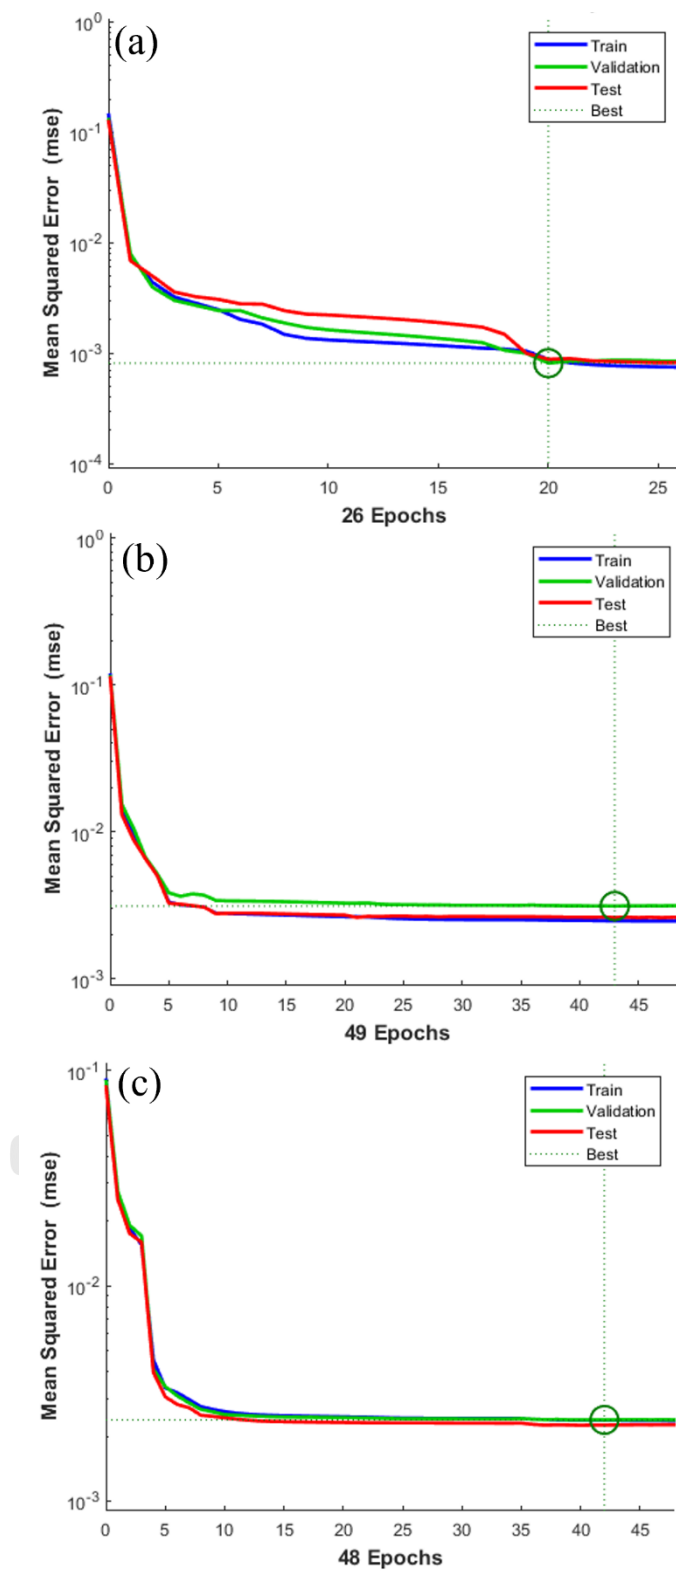 (a)
Train
Validation
Test
Best
10⁰
10⁻¹
10⁻²
10⁻³
10⁻⁴
Mean Squared Error (mse)
0 5 10 15 20 25
26 Epochs
(b)
Train
Validation
Test
Best
10⁰
10⁻¹
10⁻²
10⁻³
Mean Squared Error (mse)
0 5 10 15 20 25 30 35 40 45
49 Epochs
(c)
Train
Validation
Test
Best
10⁻¹
10⁻²
10⁻³
Mean Squared Error (mse)
0 5 10 15 20 25 30 35 40 45
48 Epochs